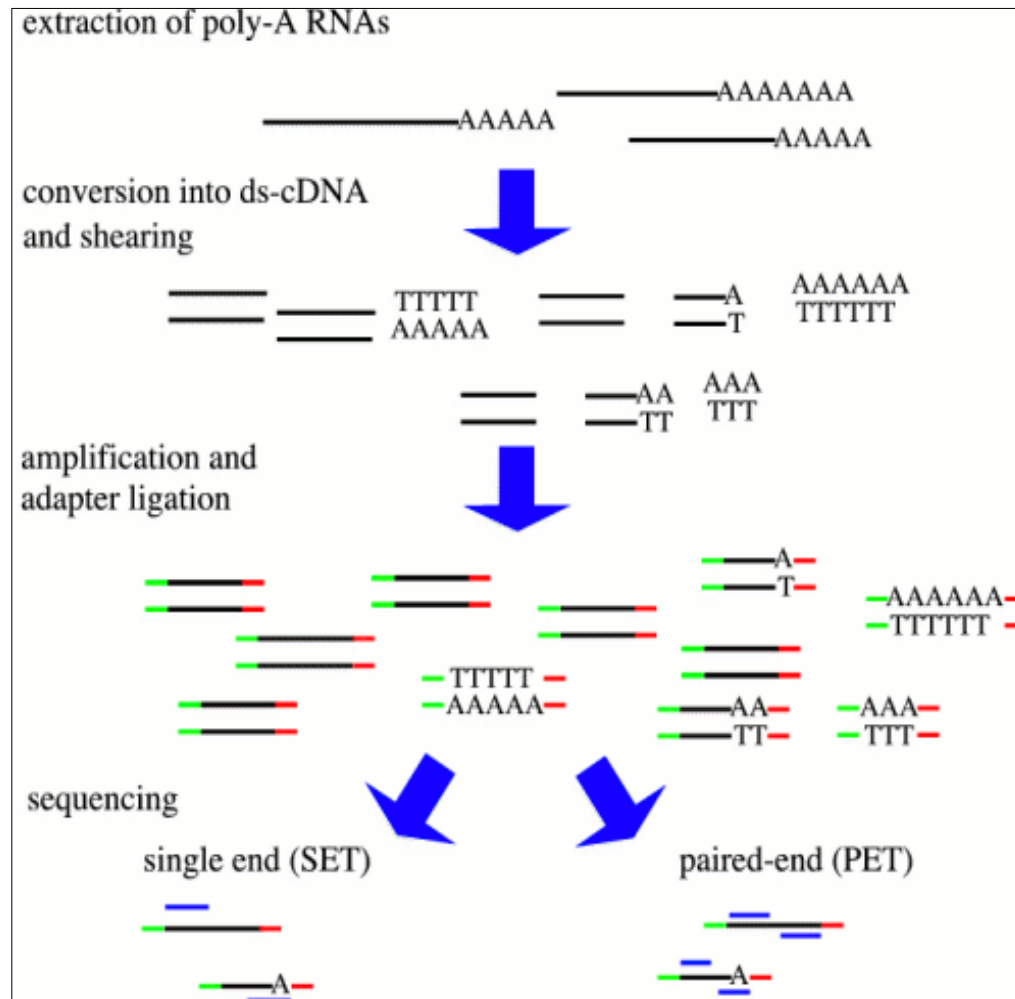 extraction of poly-A RNAs
AAAAAAA
AAAAA
AAAAA
conversion into ds-cDNA
and shearing
TTTTT
AAAAA
A
T
AAAAAA
TTTTTT
AA
TT
AAA
TTT
amplification and
adapter ligation
A
T
AAAAAA
TTTTTT
TTTTT
AAAAA
AA
TT
AAA
TTT
sequencing
single end (SET)
paired-end (PET)
A
A